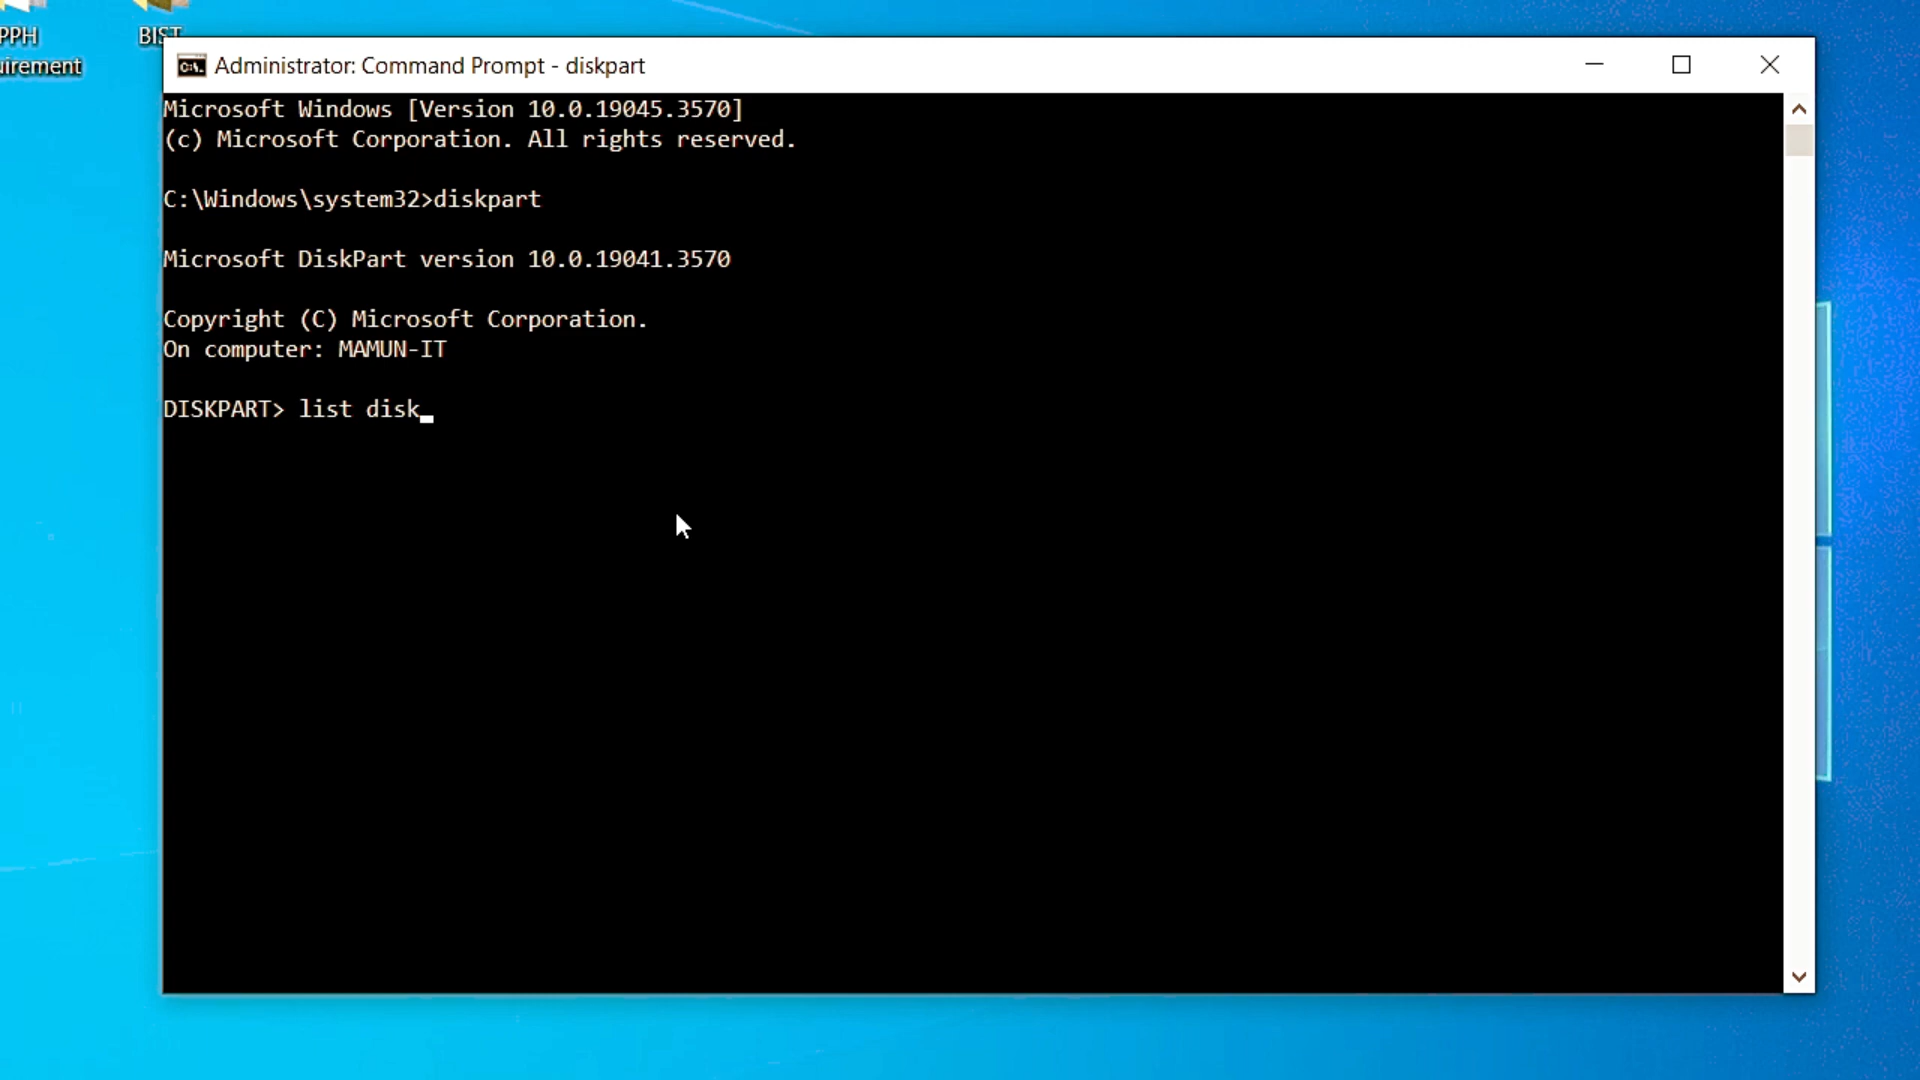 PPH
uirement
BIST
Administrator: Command Prompt - diskpart
Microsoft Windows [Version 10.0.19045.3570]
(c) Microsoft Corporation. All rights reserved.
C:\Windows\system32>diskpart
Microsoft DiskPart version 10.0.19041.3570
Copyright (C) Microsoft Corporation.
On computer: MAMUN-IT
DISKPART> list disk